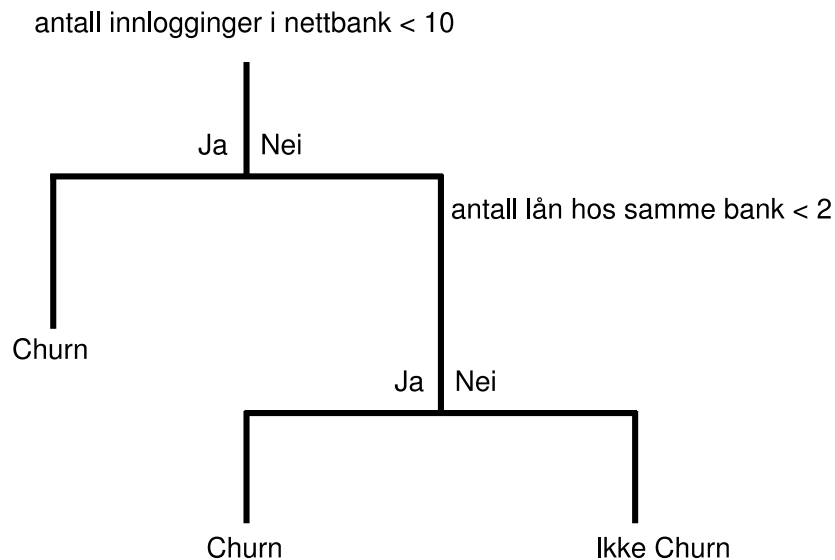 antall innlogginger i nettbank < 10
Ja Nei
antall lån hos samme bank < 2
Churn
Ja Nei
Churn Ikke Churn